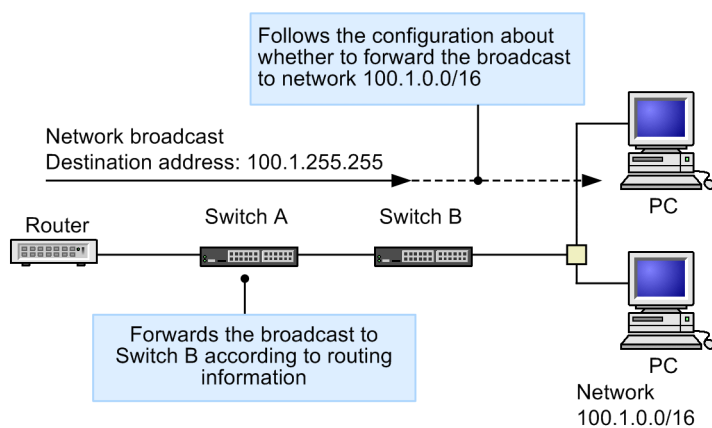 Follows the configuration about
whether to forward the broadcast
to network 100.1.0.0/16
Network broadcast
Destination address: 100.1.255.255
PC
Router
Switch A
Switch B
Forwards the broadcast to
Switch B according to routing
information
PC
Network
100.1.0.0/16